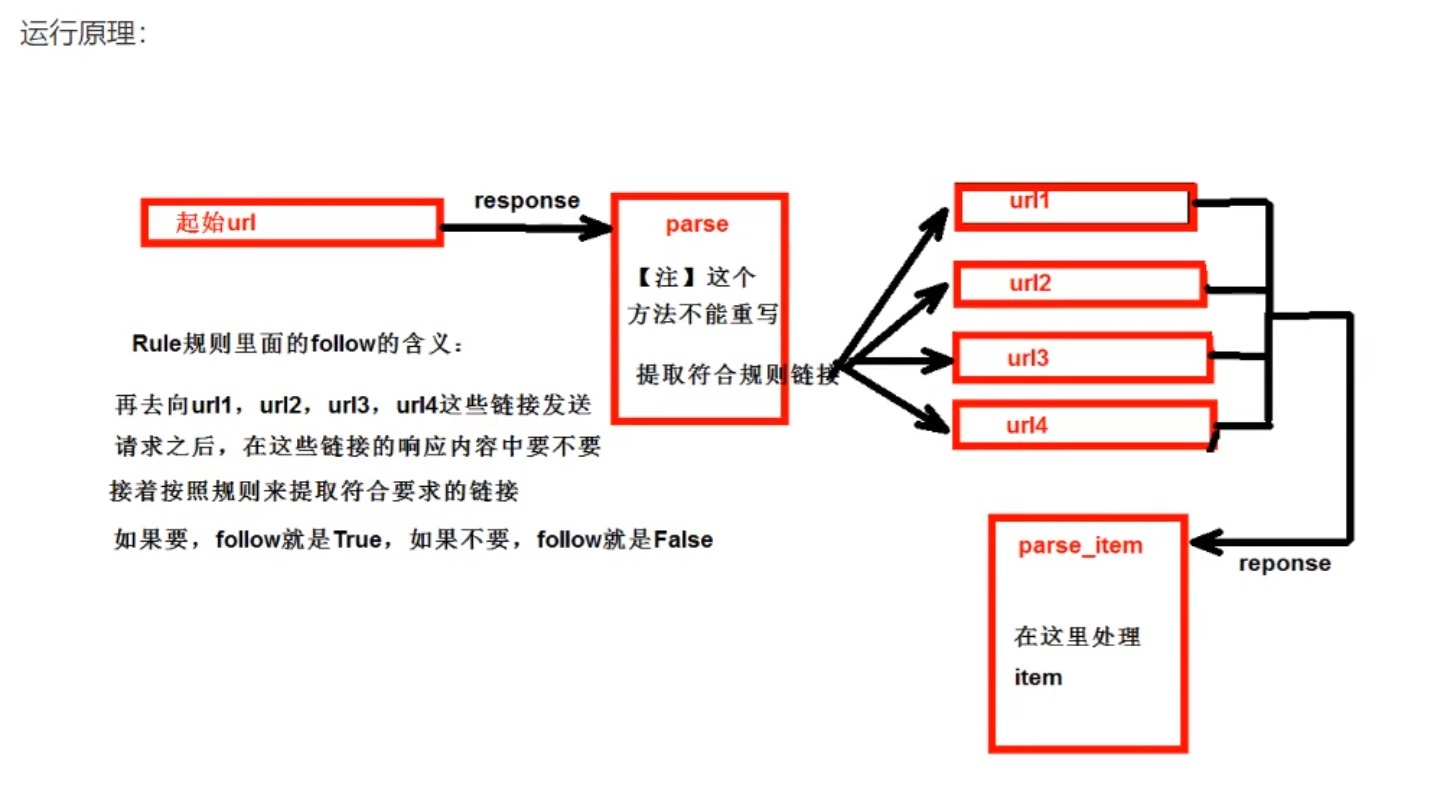 运行原理：
起始url
response
parse
【注】这个
方法不能重写
提取符合规则链接
url1
url2
url3
url4
Rule规则里面的follow的含义：
再去向url1，url2，url3，url4这些链接发送
请求之后，在这些链接的响应内容中要不要
接着按照规则来提取符合要求的链接
如果要，follow就是True，如果不要，follow就是False
parse_item
reponse
在这里处理
item